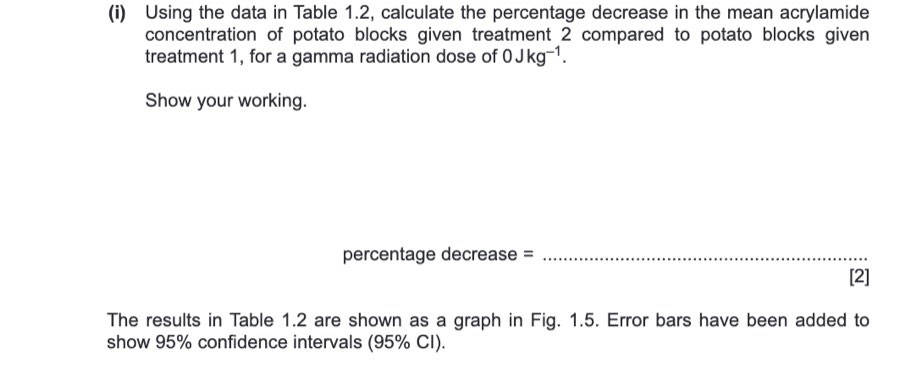 (i) Using the data in Table 1.2, calculate the percentage decrease in the mean acrylamide
concentration of potato blocks given treatment 2 compared to potato blocks given
treatment 1, for a gamma radiation dose of 0 J kg⁻¹.
Show your working.
percentage decrease = ......................................................................
[2]
The results in Table 1.2 are shown as a graph in Fig. 1.5. Error bars have been added to
show 95% confidence intervals (95% CI).